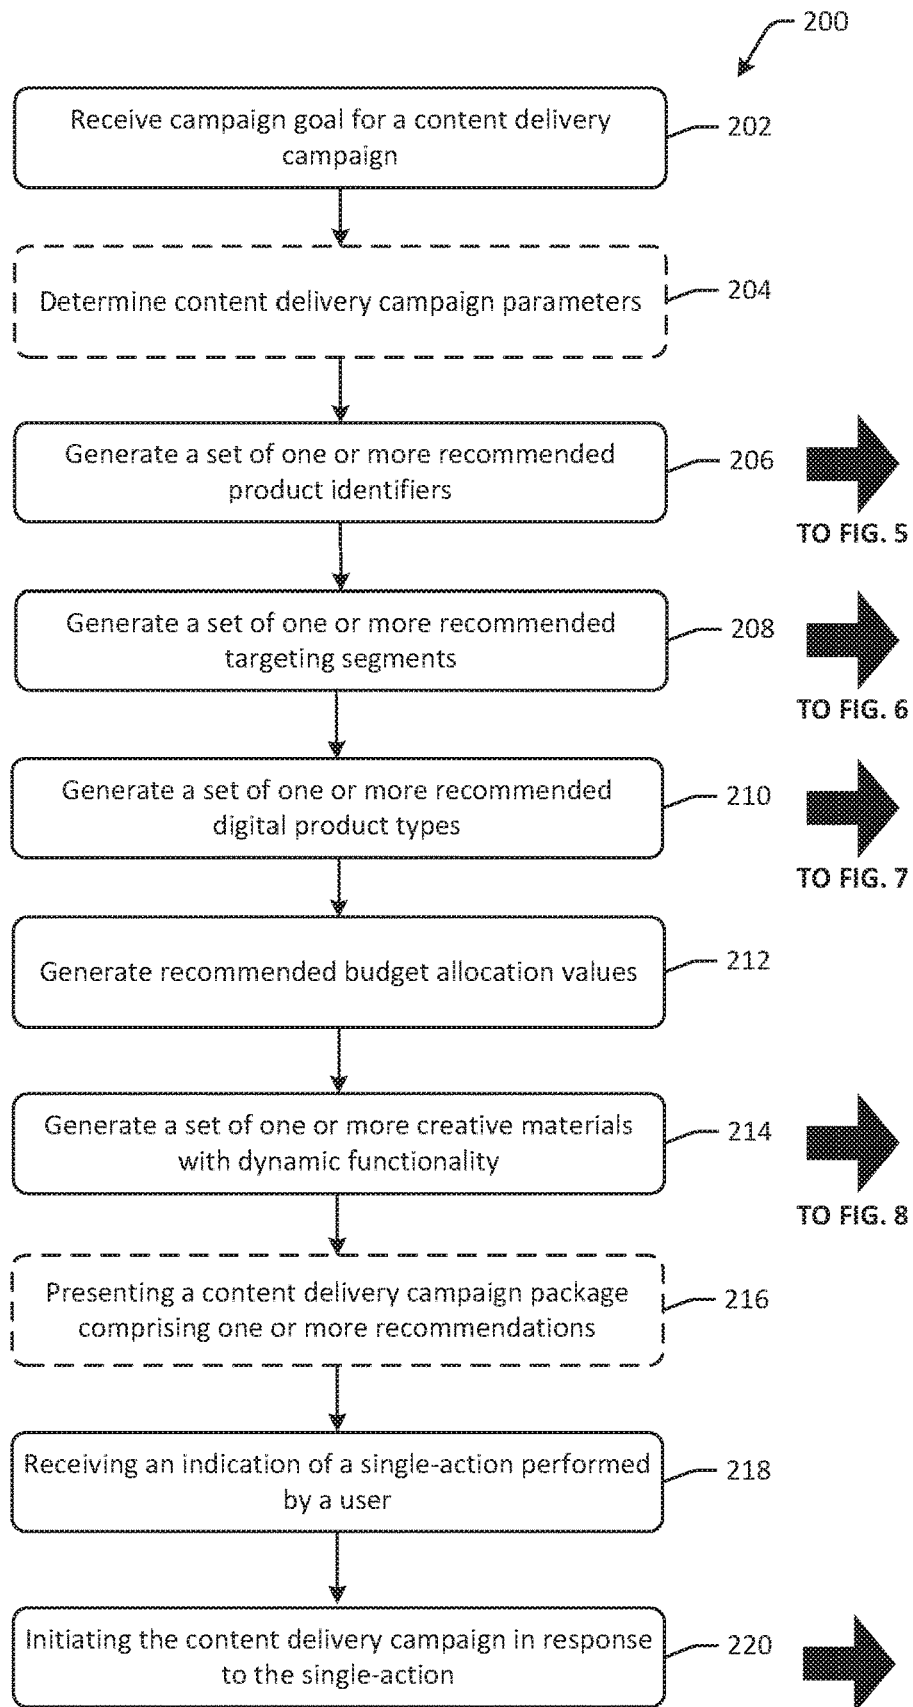 200
Receive campaign goal for a content delivery
campaign
202
Determine content delivery campaign parameters
204
Generate a set of one or more recommended
product identifiers
206
TO FIG. 5
Generate a set of one or more recommended
targeting segments
208
TO FIG. 6
Generate a set of one or more recommended
digital product types
210
TO FIG. 7
Generate recommended budget allocation values
212
Generate a set of one or more creative materials
with dynamic functionality
214
TO FIG. 8
Presenting a content delivery campaign package
comprising one or more recommendations
216
Receiving an indication of a single-action performed
by a user
218
Initiating the content delivery campaign in response
to the single-action
220